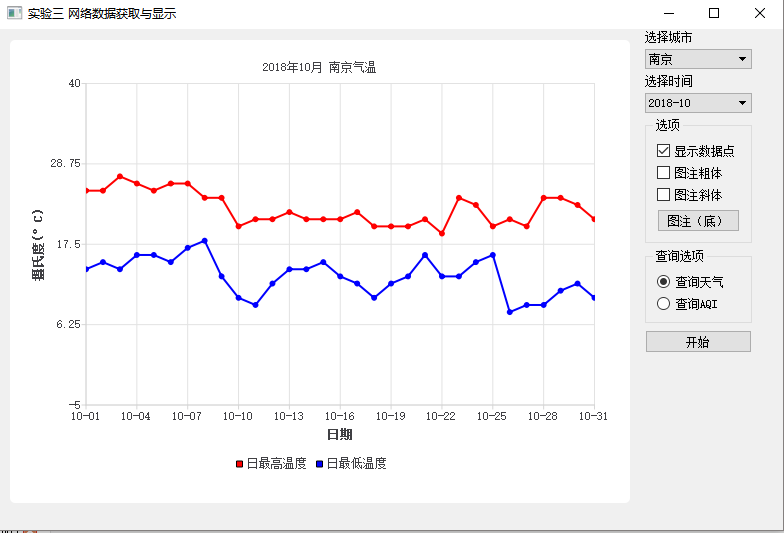 实验三 网络数据获取与显示
2018年10月 南京气温
40
28.75
17.5
6.25
-5
摄氏度(° C)
10-01 10-04 10-07 10-10 10-13 10-16 10-19 10-22 10-25 10-28 10-31
日期
日最高温度 日最低温度
选择城市
南京
选择时间
2018-10
选项
显示数据点
图注粗体
图注斜体
图注（底）
查询选项
查询天气
查询AQI
开始